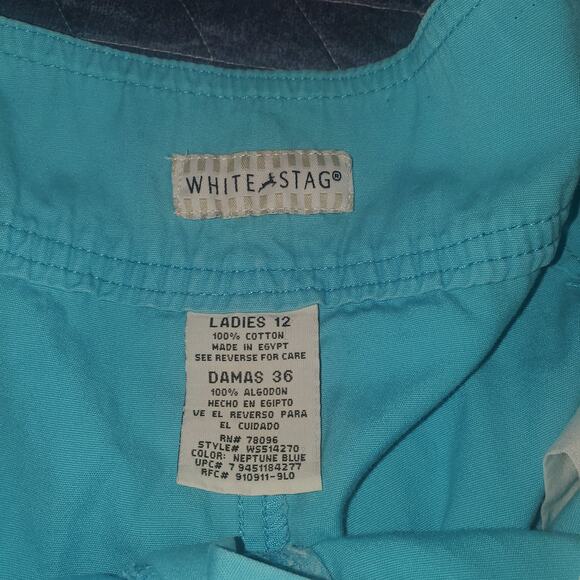 WHITE STAG®
LADIES 12
100% COTTON
MADE IN EGYPT
SEE REVERSE FOR CARE
DAMAS 36
100% ALGODON
HECHO EN EGIPTO
VE EL REVERSO PARA
EL CUIDADO
RN# 78096
STYLE# WS514270
COLOR: NEPTUNE BLUE
UPC# 7 9451184277
RFC# 910911-9L0